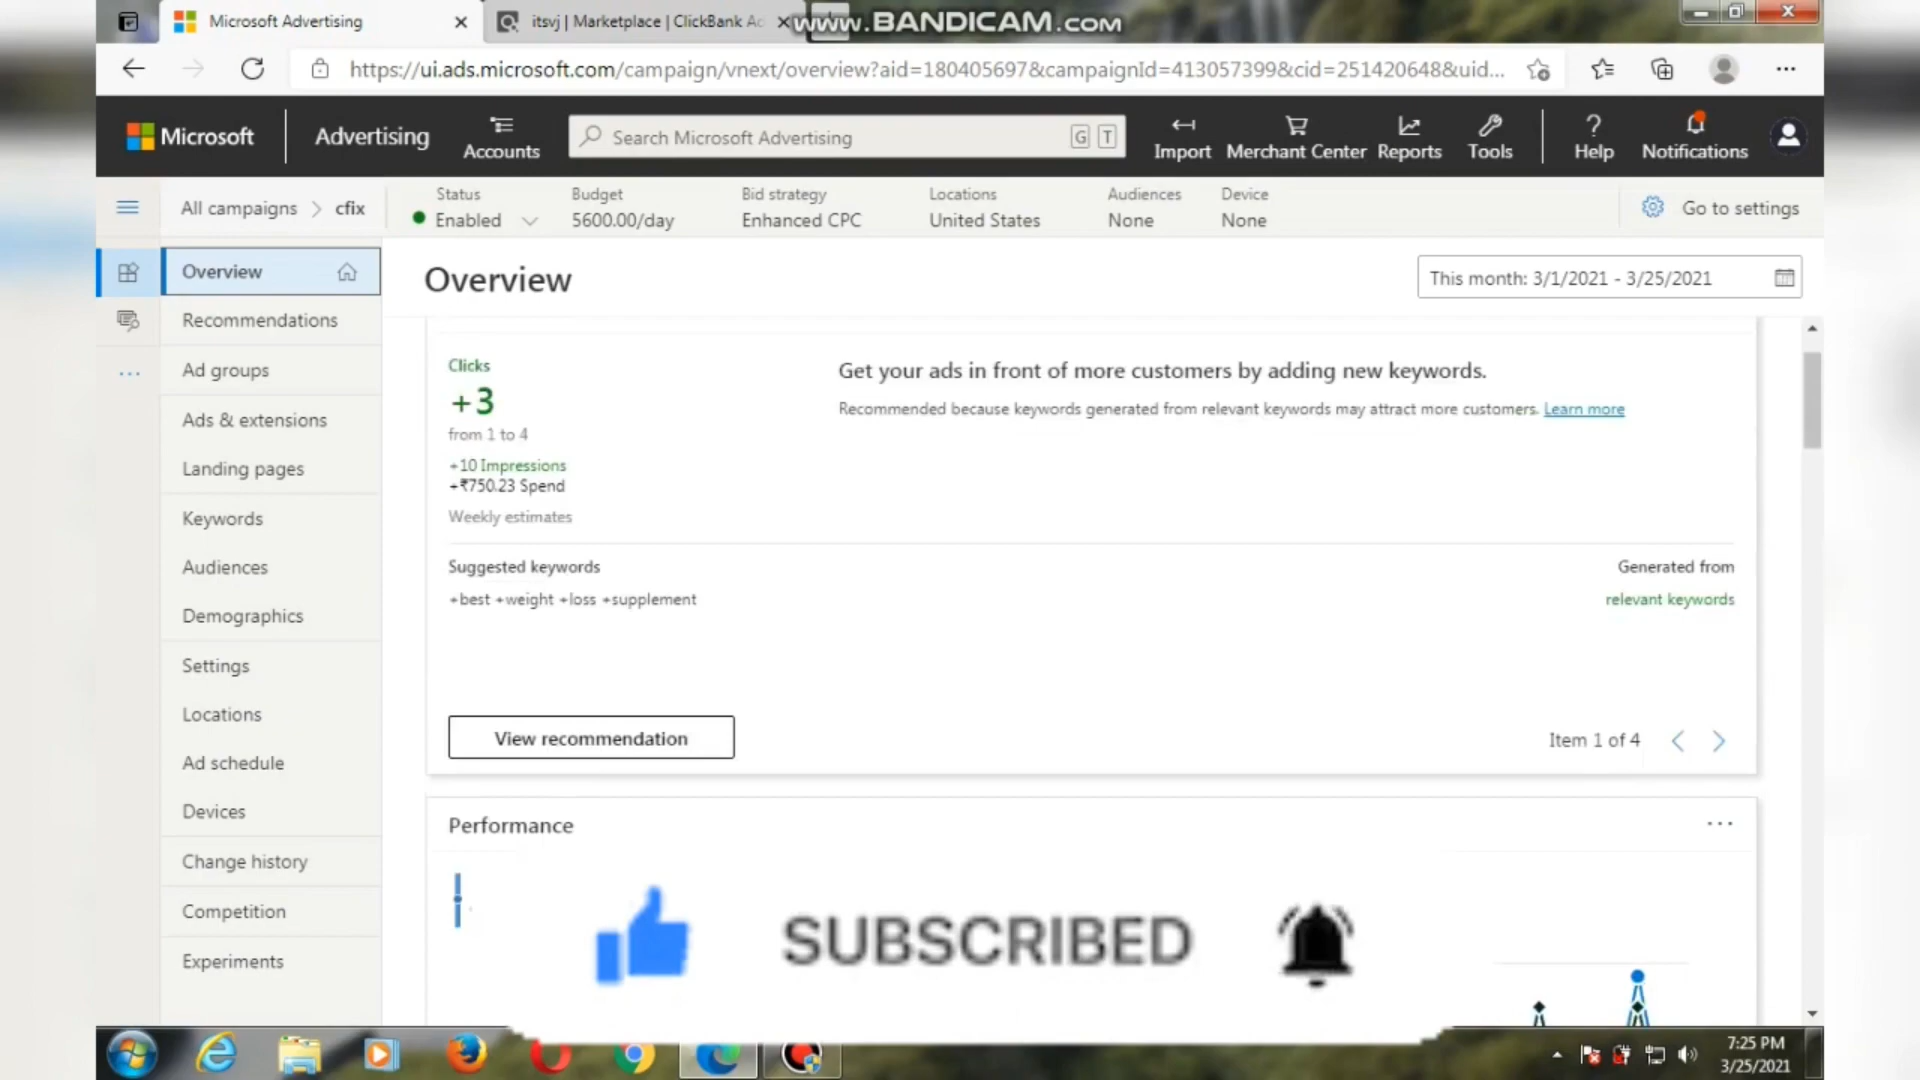 Microsoft Advertising
itsvj | Marketplace | ClickBank Ac
www.BANDICAM.com
https://ui.ads.microsoft.com/campaign/vnext/overview?aid=180405697&campaignId=413057399&cid=251420648&uid...
Microsoft
Advertising
Accounts
Search Microsoft Advertising
G T
Import
Merchant Center
Reports
Tools
Help
Notifications
All campaigns > cfix
Status
Enabled
Budget
5600.00/day
Bid strategy
Enhanced CPC
Locations
United States
Audiences
None
Device
None
Go to settings
Overview
Recommendations
Ad groups
Ads & extensions
Landing pages
Keywords
Audiences
Demographics
Settings
Locations
Ad schedule
Devices
Change history
Competition
Experiments
Overview
This month: 3/1/2021 - 3/25/2021
Clicks
+3
from 1 to 4
+10 Impressions
+₹750.23 Spend
Weekly estimates
Get your ads in front of more customers by adding new keywords.
Recommended because keywords generated from relevant keywords may attract more customers. Learn more
Suggested keywords
Generated from
+best +weight +loss +supplement
relevant keywords
View recommendation
Item 1 of 4
Performance
SUBSCRIBED
7:25 PM
3/25/2021